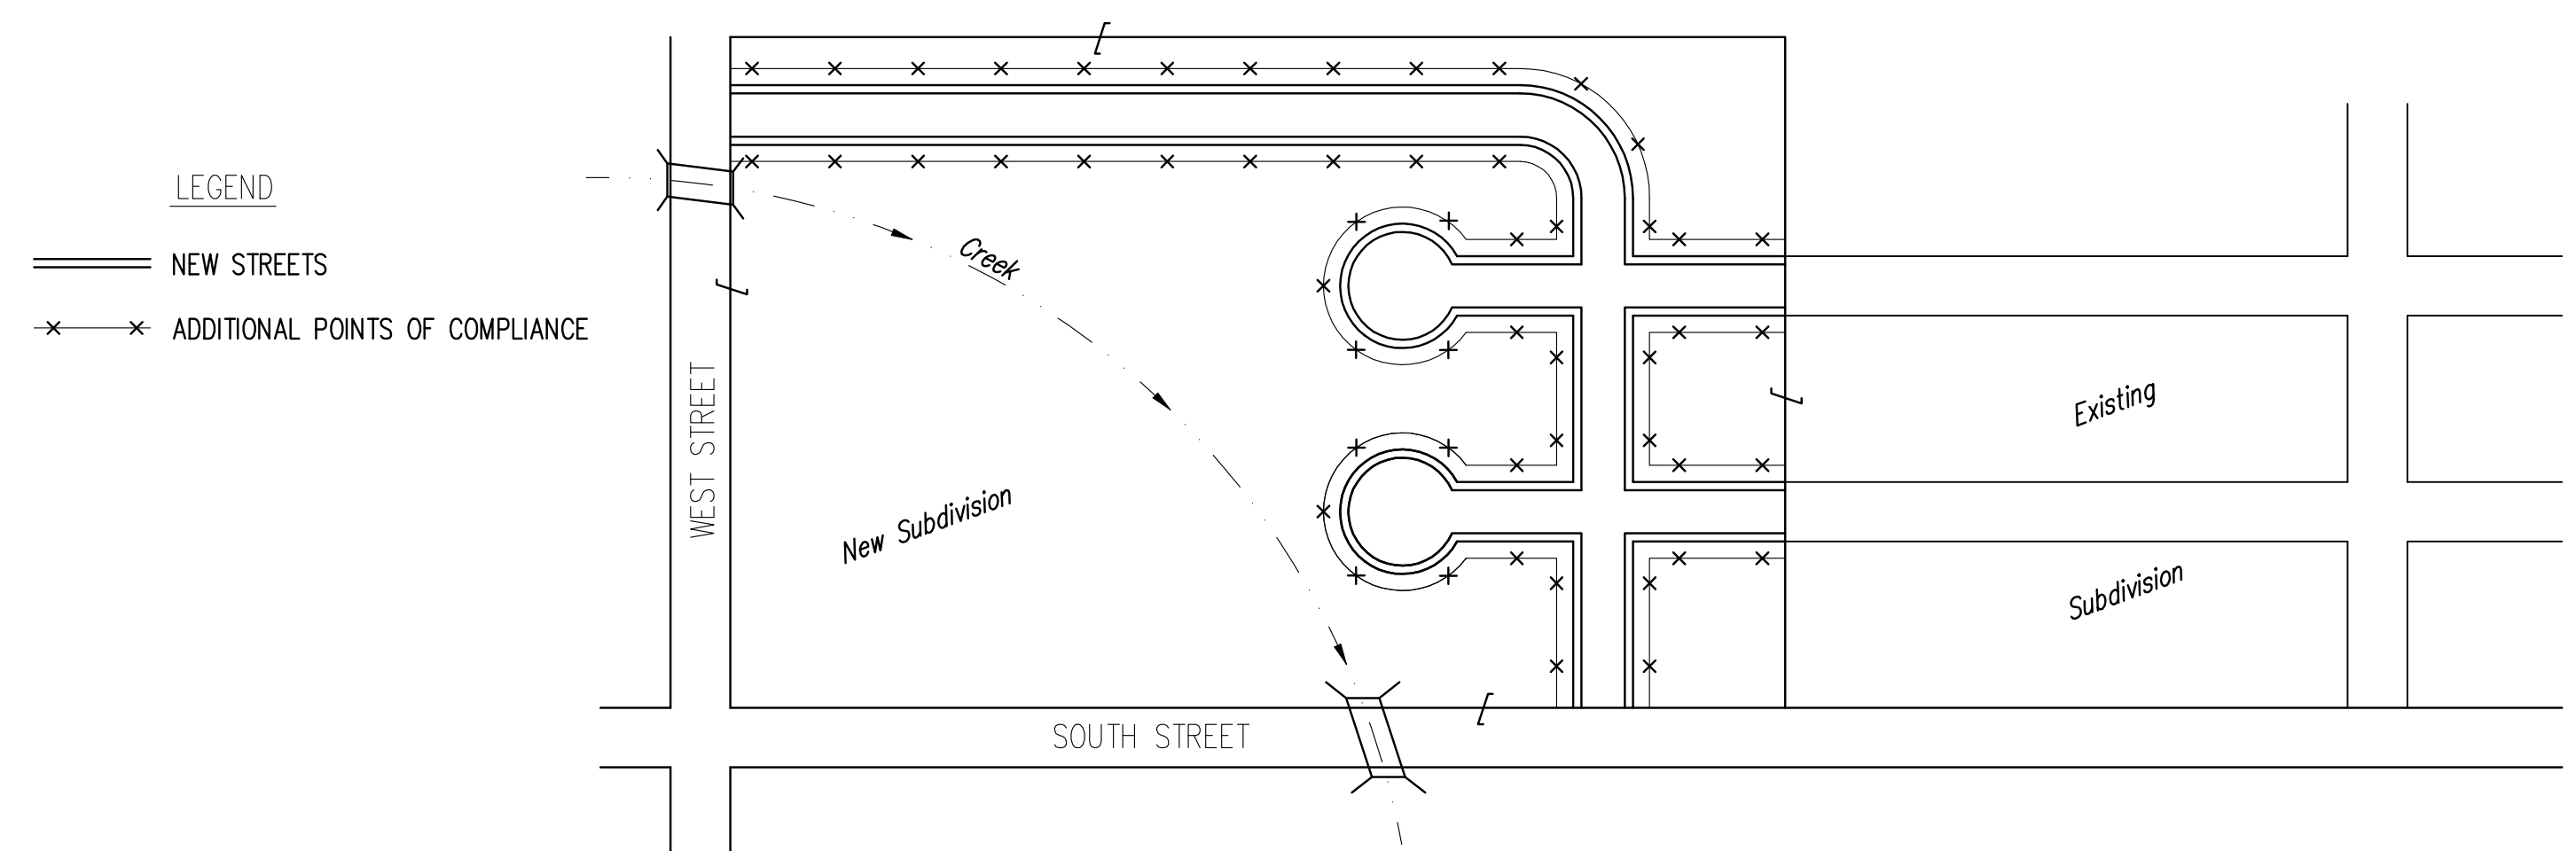 LEGEND
NEW STREETS
ADDITIONAL POINTS OF COMPLIANCE
WEST STREET
Creek
New Subdivision
SOUTH STREET
Existing
Subdivision